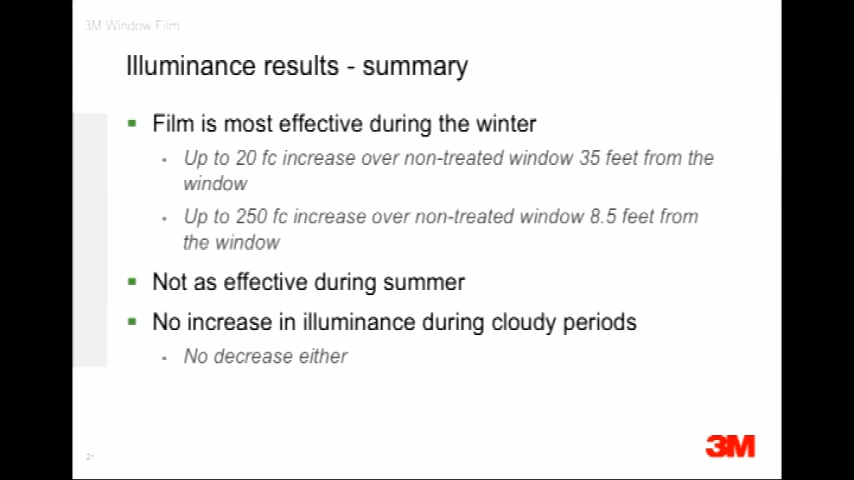 3M Window Film
Illuminance results - summary
Film is most effective during the winter
Up to 20 fc increase over non-treated window 35 feet from the
window
Up to 250 fc increase over non-treated window 8.5 feet from
the window
Not as effective during summer
No increase in illuminance during cloudy periods
No decrease either
3M
21